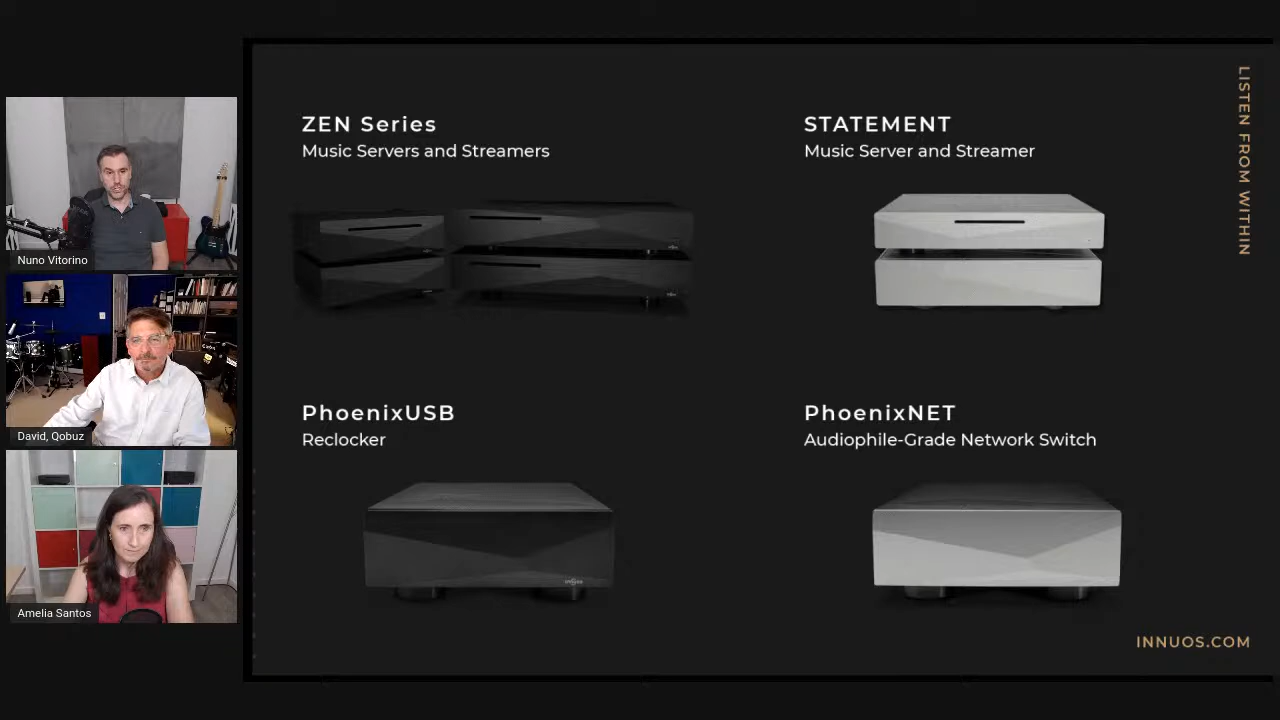 Nuno Vitorino
David, Qobuz
Amelia Santos
ZEN Series
Music Servers and Streamers
STATEMENT
Music Server and Streamer
PhoenixUSB
Reclocker
PhoenixNET
Audiophile-Grade Network Switch
LISTEN FROM WITHIN
INNUOS.COM